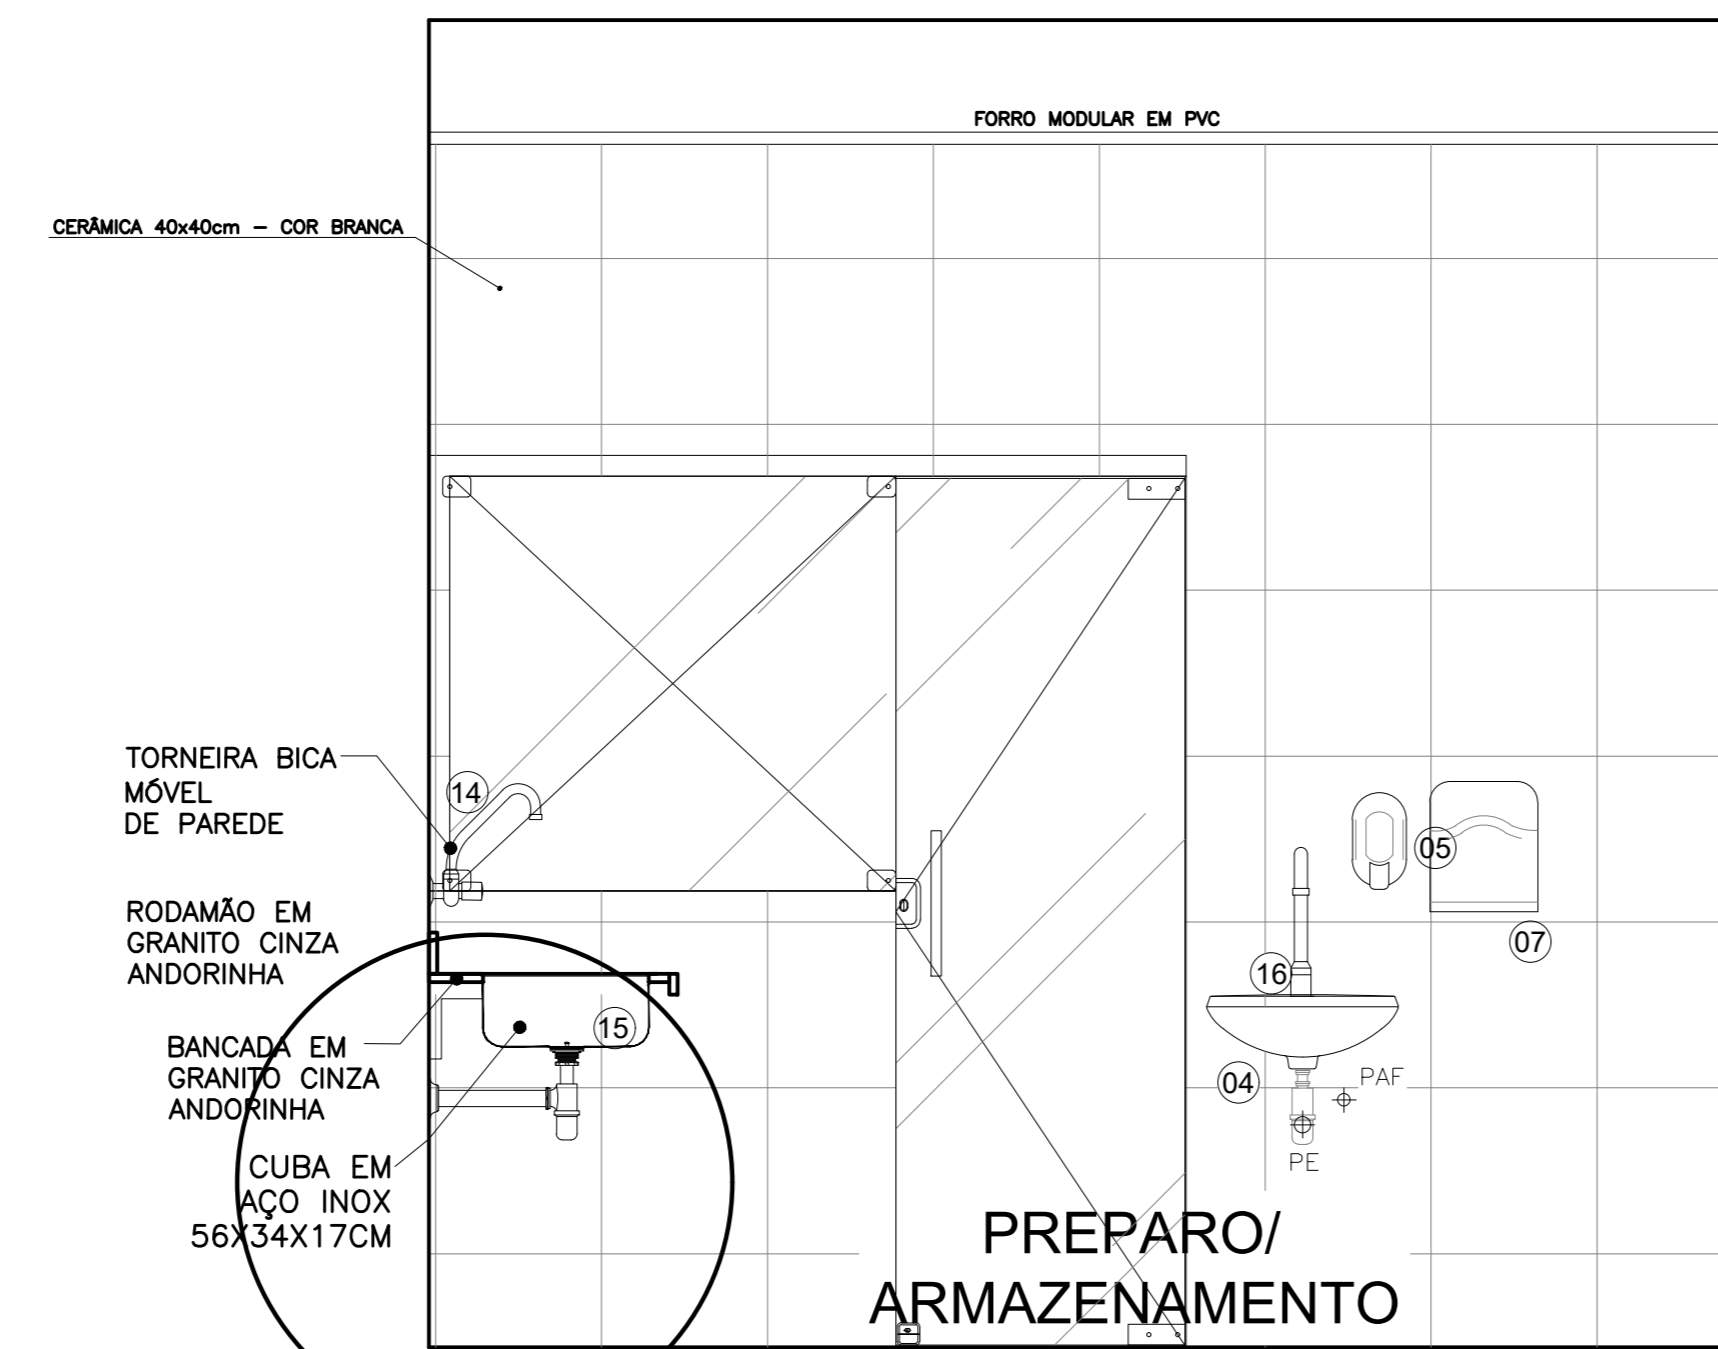 FORRO MODULAR EM PVC
CERÂMICA 40x40cm – COR BRANCA
TORNEIRA BICA
MÓVEL
DE PAREDE
14
RODAMÃO EM
GRANITO CINZA
ANDORINHA
BANCADA EM
GRANITO CINZA
ANDORINHA
15
CUBA EM
AÇO INOX
56X34X17CM
05
07
16
04
PAF
PE
PREPARO/
ARMAZENAMENTO